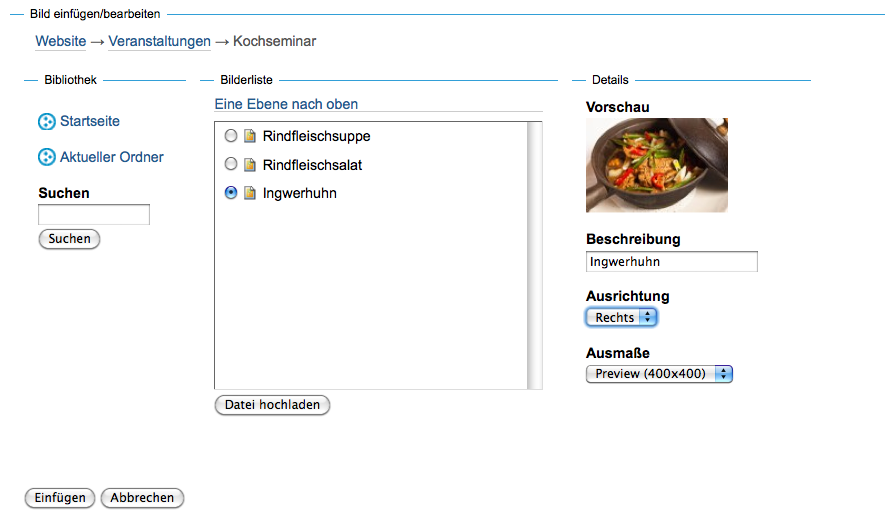 Bild einfügen/bearbeiten
Website → Veranstaltungen → Kochseminar
Bibliothek
Startseite
Aktueller Ordner
Suchen
Suchen
Bilderliste
Eine Ebene nach oben
Rindfleischsuppe
Rindfleischsalat
Ingwerhuhn
Datei hochladen
Details
Vorschau
Beschreibung
Ingwerhuhn
Ausrichtung
Rechts
Ausmaße
Preview (400x400)
Einfügen Abbrechen